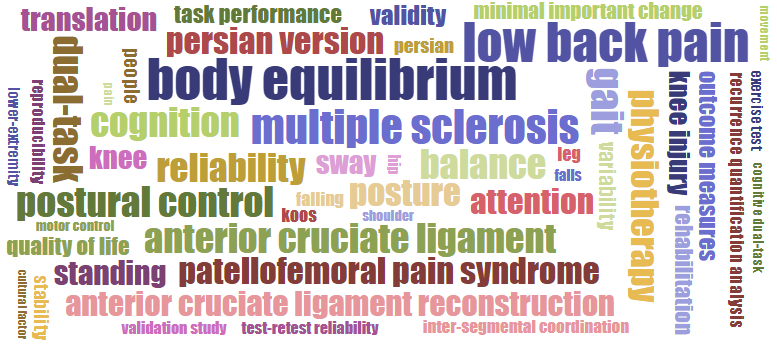 translation
task performance
validity
minimal important change
movement
persian version
persian
low back pain
dual-task
people
body equilibrium
pain
lower-extremity
reproducibility
cognition
multiple sclerosis
gait
physiotherapy
knee injury
outcome measures
recurrence quantification analysis
exercise test
cognitive dual-task
knee
reliability
sway
hip
balance
leg
falls
variability
postural control
falling
posture
attention
koos
shoulder
rehabilitation
motor control
quality of life
anterior cruciate ligament
standing
patellofemoral pain syndrome
cultural factor
stability
anterior cruciate ligament reconstruction
validation study
test-retest reliability
inter-segmental coordination